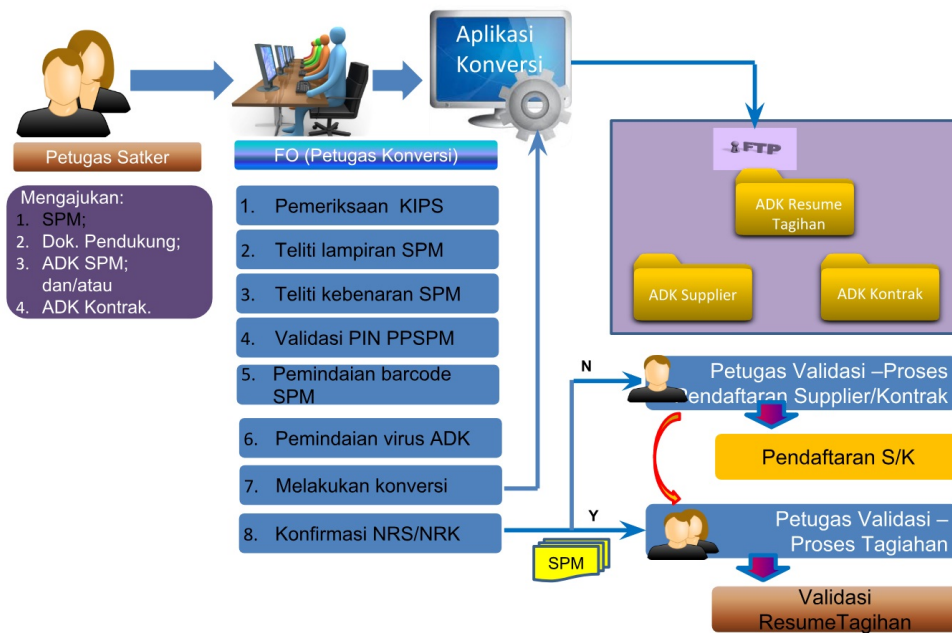 Aplikasi
Konversi
Petugas Satker
FO (Petugas Konversi)
Mengajukan:
1. SPM;
2. Dok. Pendukung;
3. ADK SPM;
dan/atau
4. ADK Kontrak.
1. Pemeriksaan KIPS
2. Teliti lampiran SPM
3. Teliti kebenaran SPM
4. Validasi PIN PPSPM
5. Pemindaian barcode
SPM
6. Pemindaian virus ADK
7. Melakukan konversi
8. Konfirmasi NRS/NRK
FTP
ADK Resume
Tagihan
ADK Supplier
ADK Kontrak
N
Petugas Validasi –Proses
Pendaftaran Supplier/Kontrak
Pendaftaran S/K
Y
SPM
Petugas Validasi –
Proses Tagiahan
Validasi
ResumeTagihan